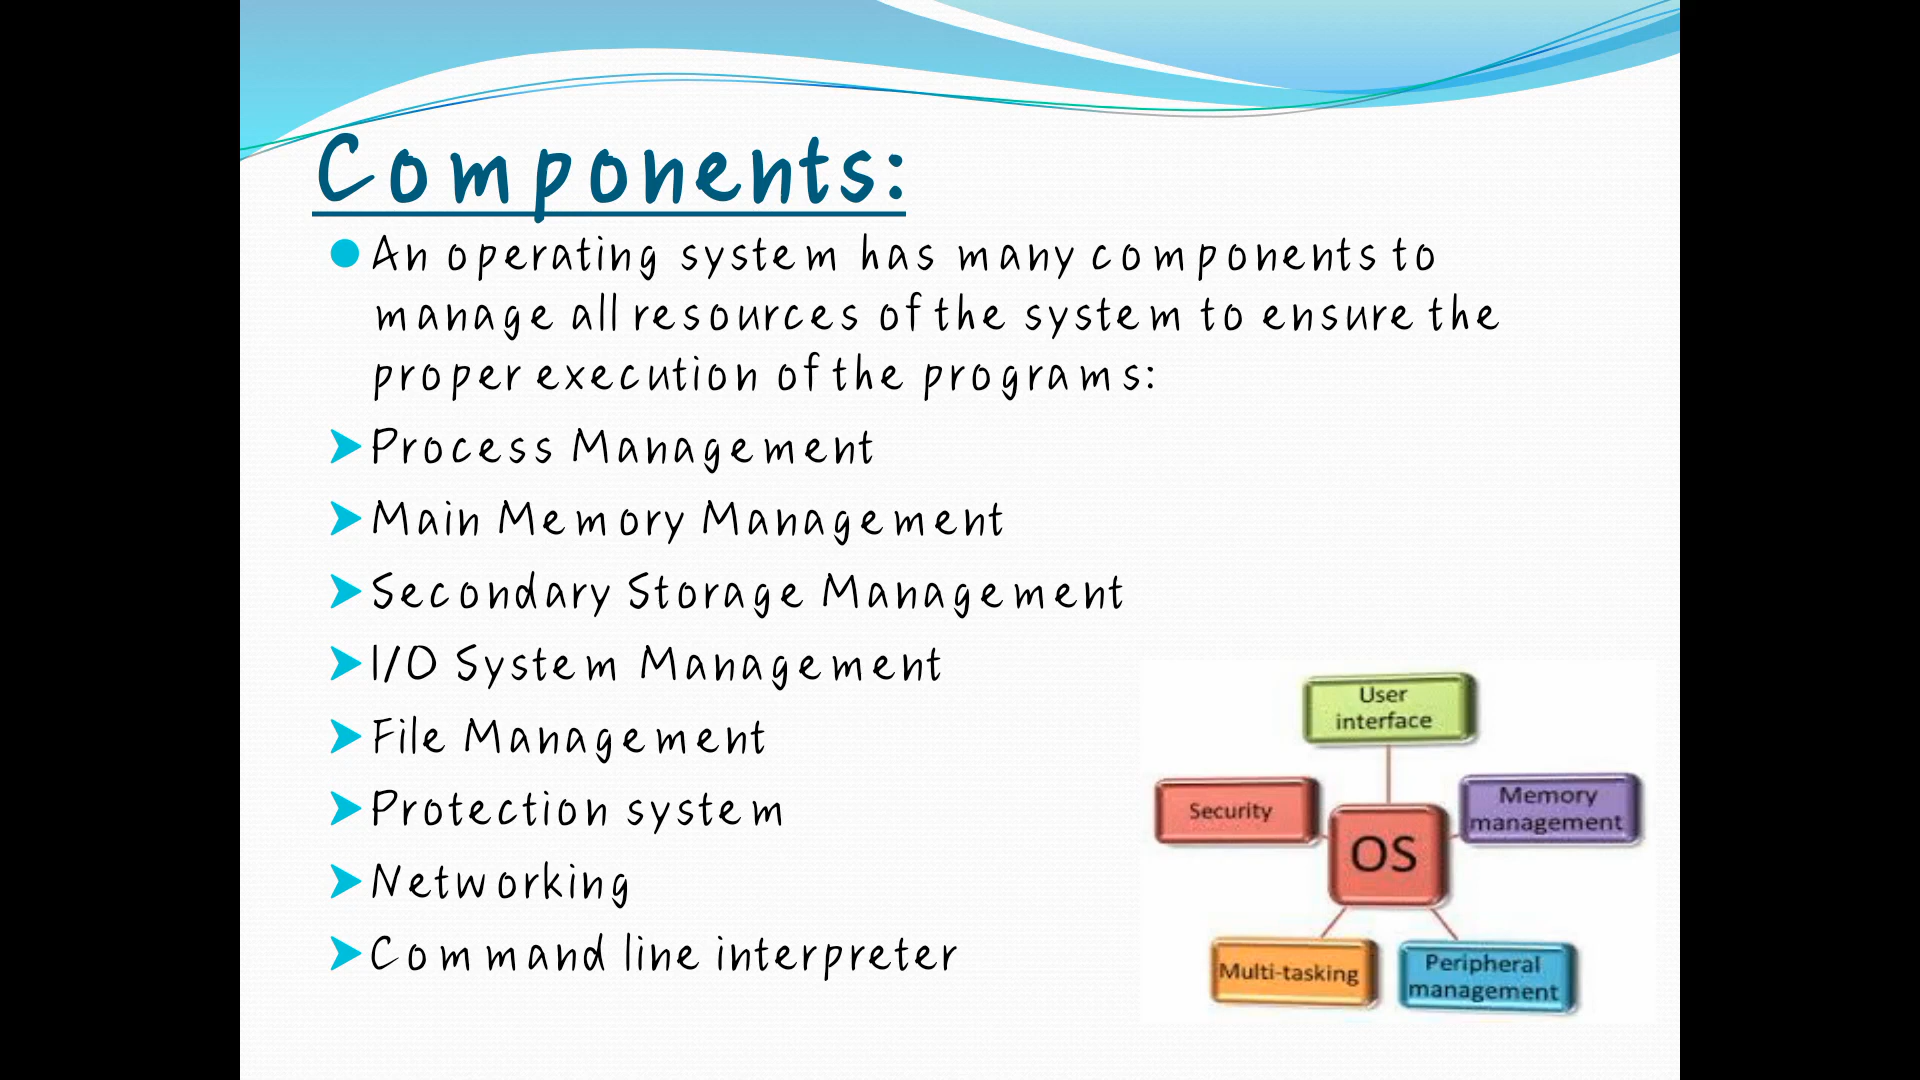 Components:
An operating system has many components to
manage all resources of the system to ensure the
proper execution of the programs:
Process Management
Main Memory Management
Secondary Storage Management
I/O System Management
File Management
Protection system
Networking
Command line interpreter
User
interface
Security
Memory
management
OS
Multi-tasking
Peripheral
management